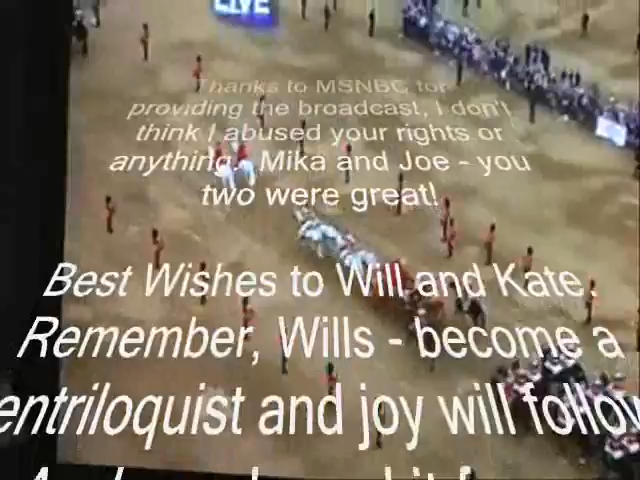 LIVE
Thanks to MSNBC for
providing the broadcast, I don't
think I abused your rights or
anything. Mika and Joe - you
two were great!
Best Wishes to Will and Kate.
Remember, Wills - become a
entriloquist and joy will follow